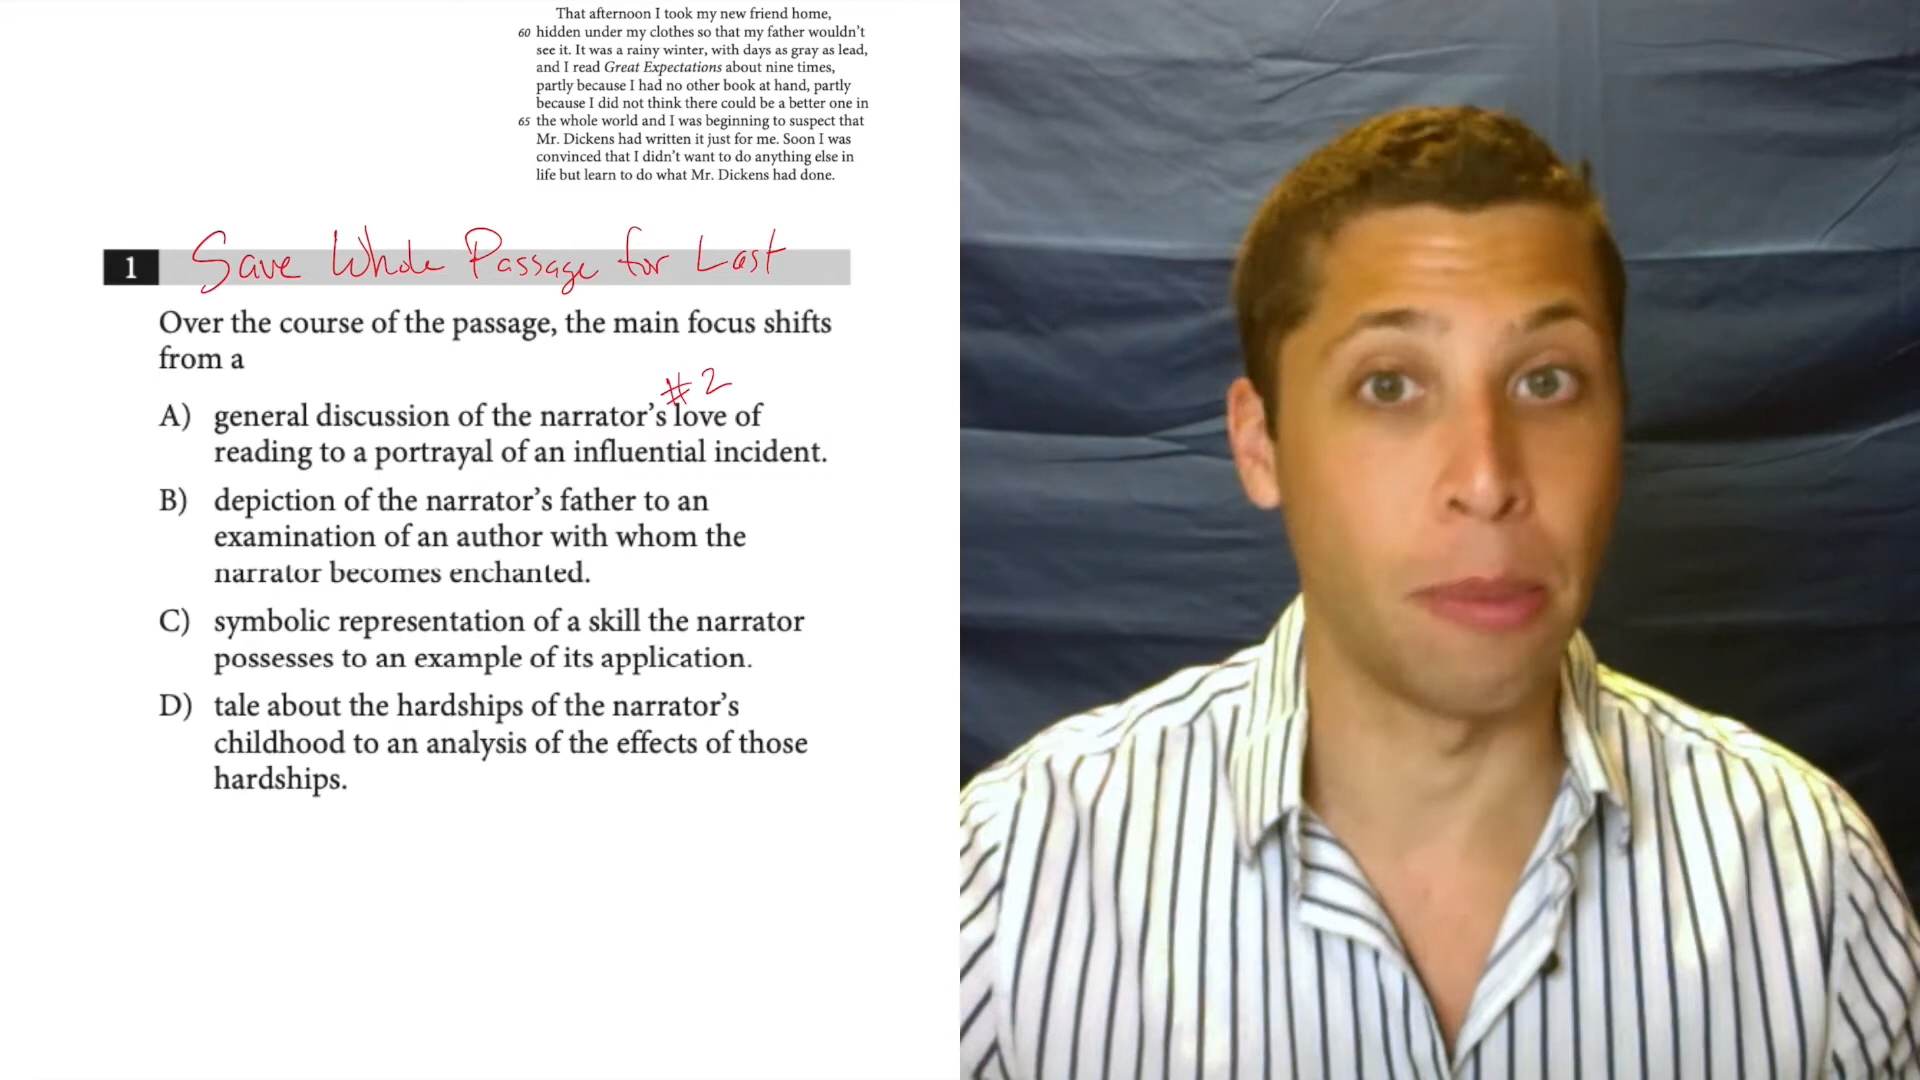 That afternoon I took my new friend home,
60 hidden under my clothes so that my father wouldn't
see it. It was a rainy winter, with days as gray as lead,
and I read Great Expectations about nine times,
partly because I had no other book at hand, partly
because I did not think there could be a better one in
65 the whole world and I was beginning to suspect that
Mr. Dickens had written it just for me. Soon I was
convinced that I didn't want to do anything else in
life but learn to do what Mr. Dickens had done.
1 Save Whole Passage for Last
Over the course of the passage, the main focus shifts
from a
#2
A) general discussion of the narrator's love of
reading to a portrayal of an influential incident.
B) depiction of the narrator's father to an
examination of an author with whom the
narrator becomes enchanted.
C) symbolic representation of a skill the narrator
possesses to an example of its application.
D) tale about the hardships of the narrator's
childhood to an analysis of the effects of those
hardships.